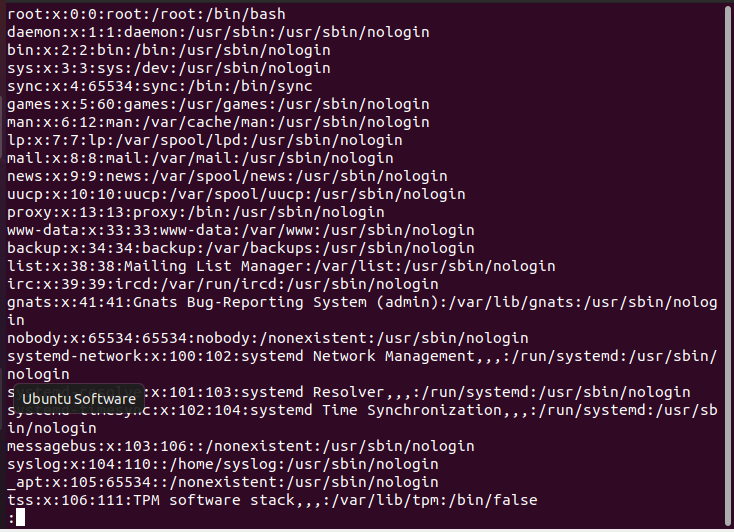 root:x:0:0:root:/root:/bin/bash
daemon:x:1:1:daemon:/usr/sbin:/usr/sbin/nologin
bin:x:2:2:bin:/bin:/usr/sbin/nologin
sys:x:3:3:sys:/dev:/usr/sbin/nologin
sync:x:4:65534:sync:/bin:/bin/sync
games:x:5:60:games:/usr/games:/usr/sbin/nologin
man:x:6:12:man:/var/cache/man:/usr/sbin/nologin
lp:x:7:7:lp:/var/spool/lpd:/usr/sbin/nologin
mail:x:8:8:mail:/var/mail:/usr/sbin/nologin
news:x:9:9:news:/var/spool/news:/usr/sbin/nologin
uucp:x:10:10:uucp:/var/spool/uucp:/usr/sbin/nologin
proxy:x:13:13:proxy:/bin:/usr/sbin/nologin
www-data:x:33:33:www-data:/var/www:/usr/sbin/nologin
backup:x:34:34:backup:/var/backups:/usr/sbin/nologin
list:x:38:38:Mailing List Manager:/var/list:/usr/sbin/nologin
irc:x:39:39:ircd:/var/run/ircd:/usr/sbin/nologin
gnats:x:41:41:Gnats Bug-Reporting System (admin):/var/lib/gnats:/usr/sbin/nolog
in
nobody:x:65534:65534:nobody:/nonexistent:/usr/sbin/nologin
systemd-network:x:100:102:systemd Network Management,,,:/run/systemd:/usr/sbin/
nologin
:x:101:103:systemd Resolver,,,:/run/systemd:/usr/sbin/nologin
Ubuntu Software
:x:102:104:systemd Time Synchronization,,,:/run/systemd:/usr/sb
in/nologin
messagebus:x:103:106::/nonexistent:/usr/sbin/nologin
syslog:x:104:110::/home/syslog:/usr/sbin/nologin
_apt:x:105:65534::/nonexistent:/usr/sbin/nologin
tss:x:106:111:TPM software stack,,,:/var/lib/tpm:/bin/false
: